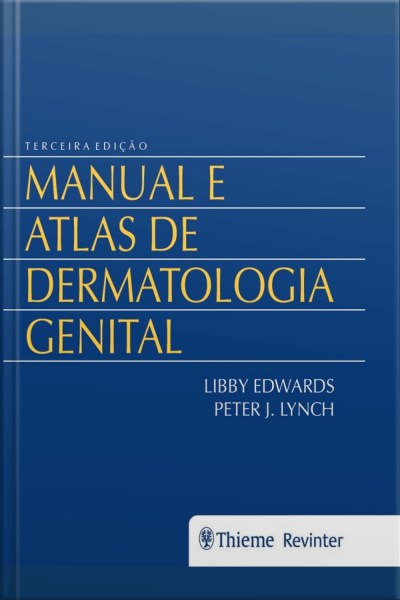 TERCEIRA EDIÇÃO
MANUAL E
ATLAS DE
DERMATOLOGIA
GENITAL
LIBBY EDWARDS
PETER J. LYNCH
Thieme Revinter